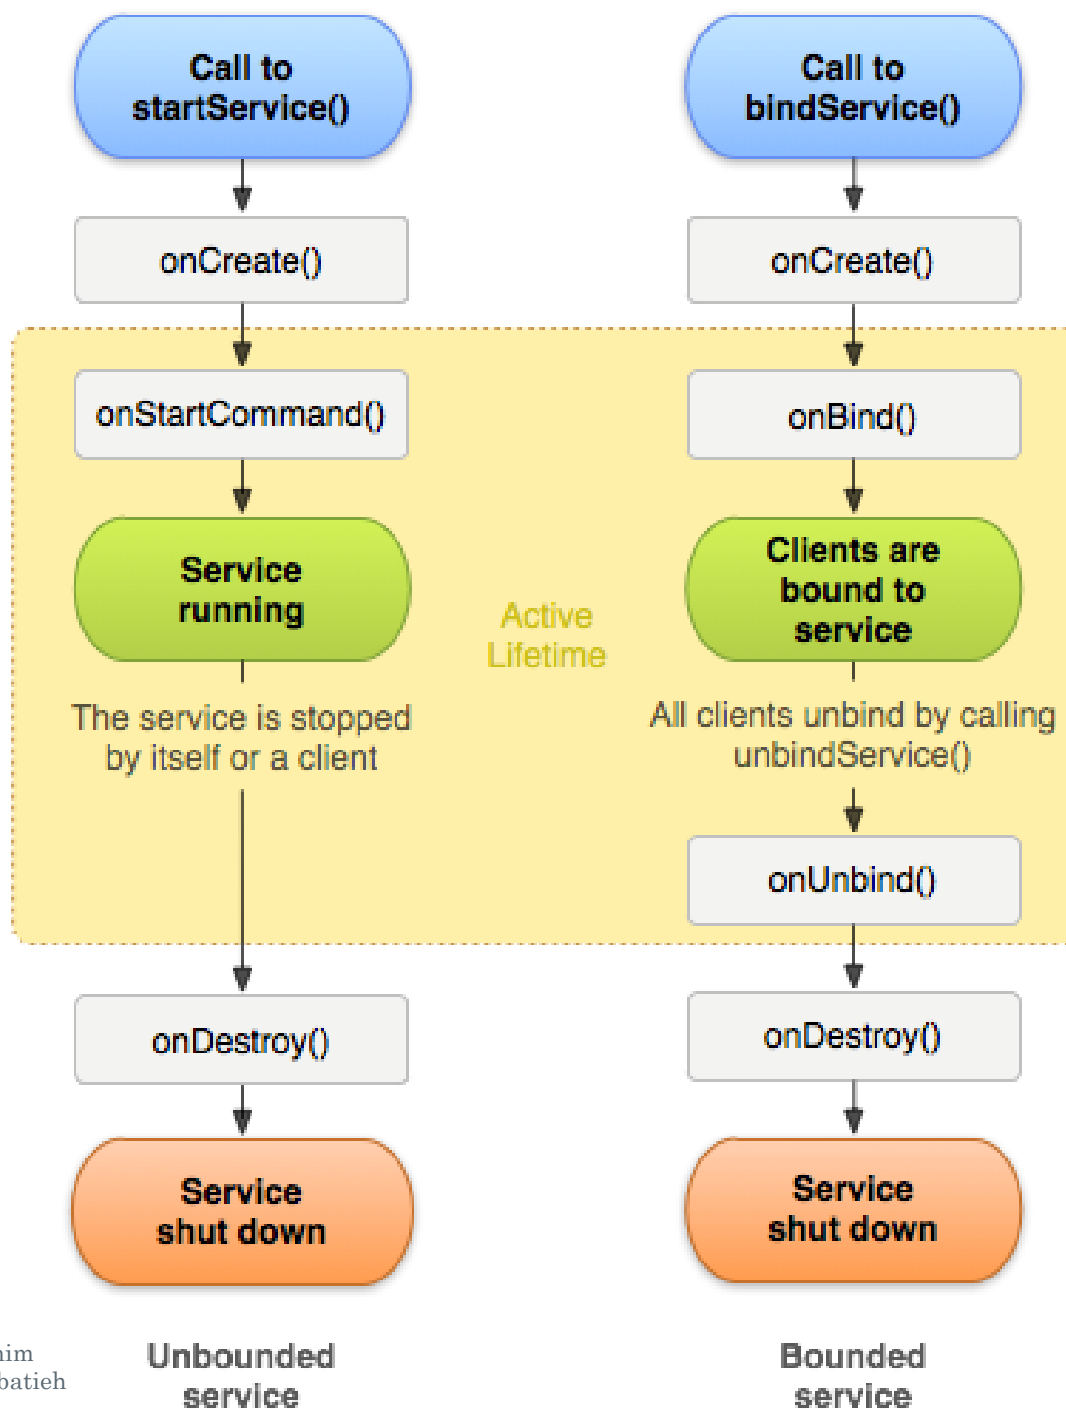 Call to
startService()
onCreate()
onStartCommand()
Service
running
The service is stopped
by itself or a client
onDestroy()
Service
shut down
Unbounded
service
Call to
bindService()
onCreate()
onBind()
Clients are
bound to
service
All clients unbind by calling
unbindService()
onUnbind()
onDestroy()
Service
shut down
Bounded
service
Active
Lifetime